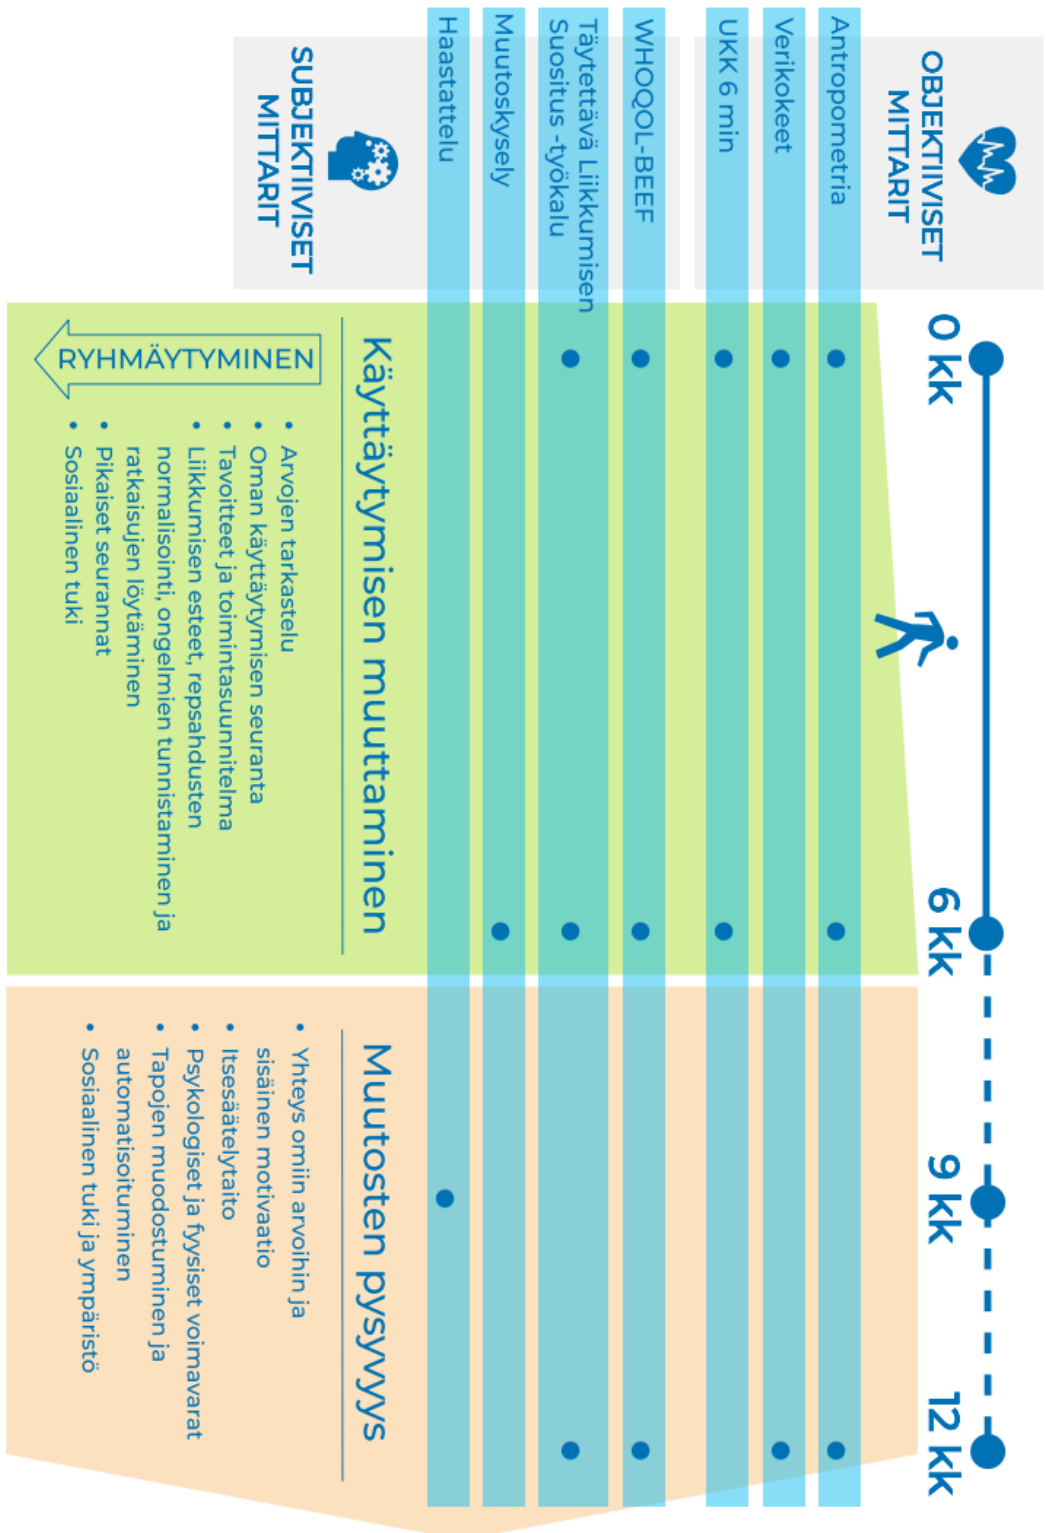 OBJEKTIIVISET
MITTARIT
0 kk
6 kk
9 kk
12 kk
Antropometria
Verikokeet
UKK 6 min
WHOQOL-BEEF
Täytettävä Liikkumisen
Suositus -työkalu
Muutoskysely
Haastattelu
SUBJEKTIIVISET
MITTARIT
Käyttäytymisen muuttaminen
• Arvojen tarkastelu
• Oman käyttäytymisen seuranta
• Tavoitteet ja toimintasuunnitelma
• Liikkumisen esteet, repsahdusten
normalisointi, ongelmien tunnistaminen ja
ratkaisujen löytäminen
• Pikaiset seurannat
• Sosiaalinen tuki
RYHMÄYTYMINEN
Muutosten pysyvyys
• Yhteys omiin arvoihin ja
sisäinen motivaatio
• Itsesäätelytaito
• Psykologiset ja fyysiset voimavarat
• Tapojen muodostuminen ja
automatisoituminen
• Sosiaalinen tuki ja ympäristö